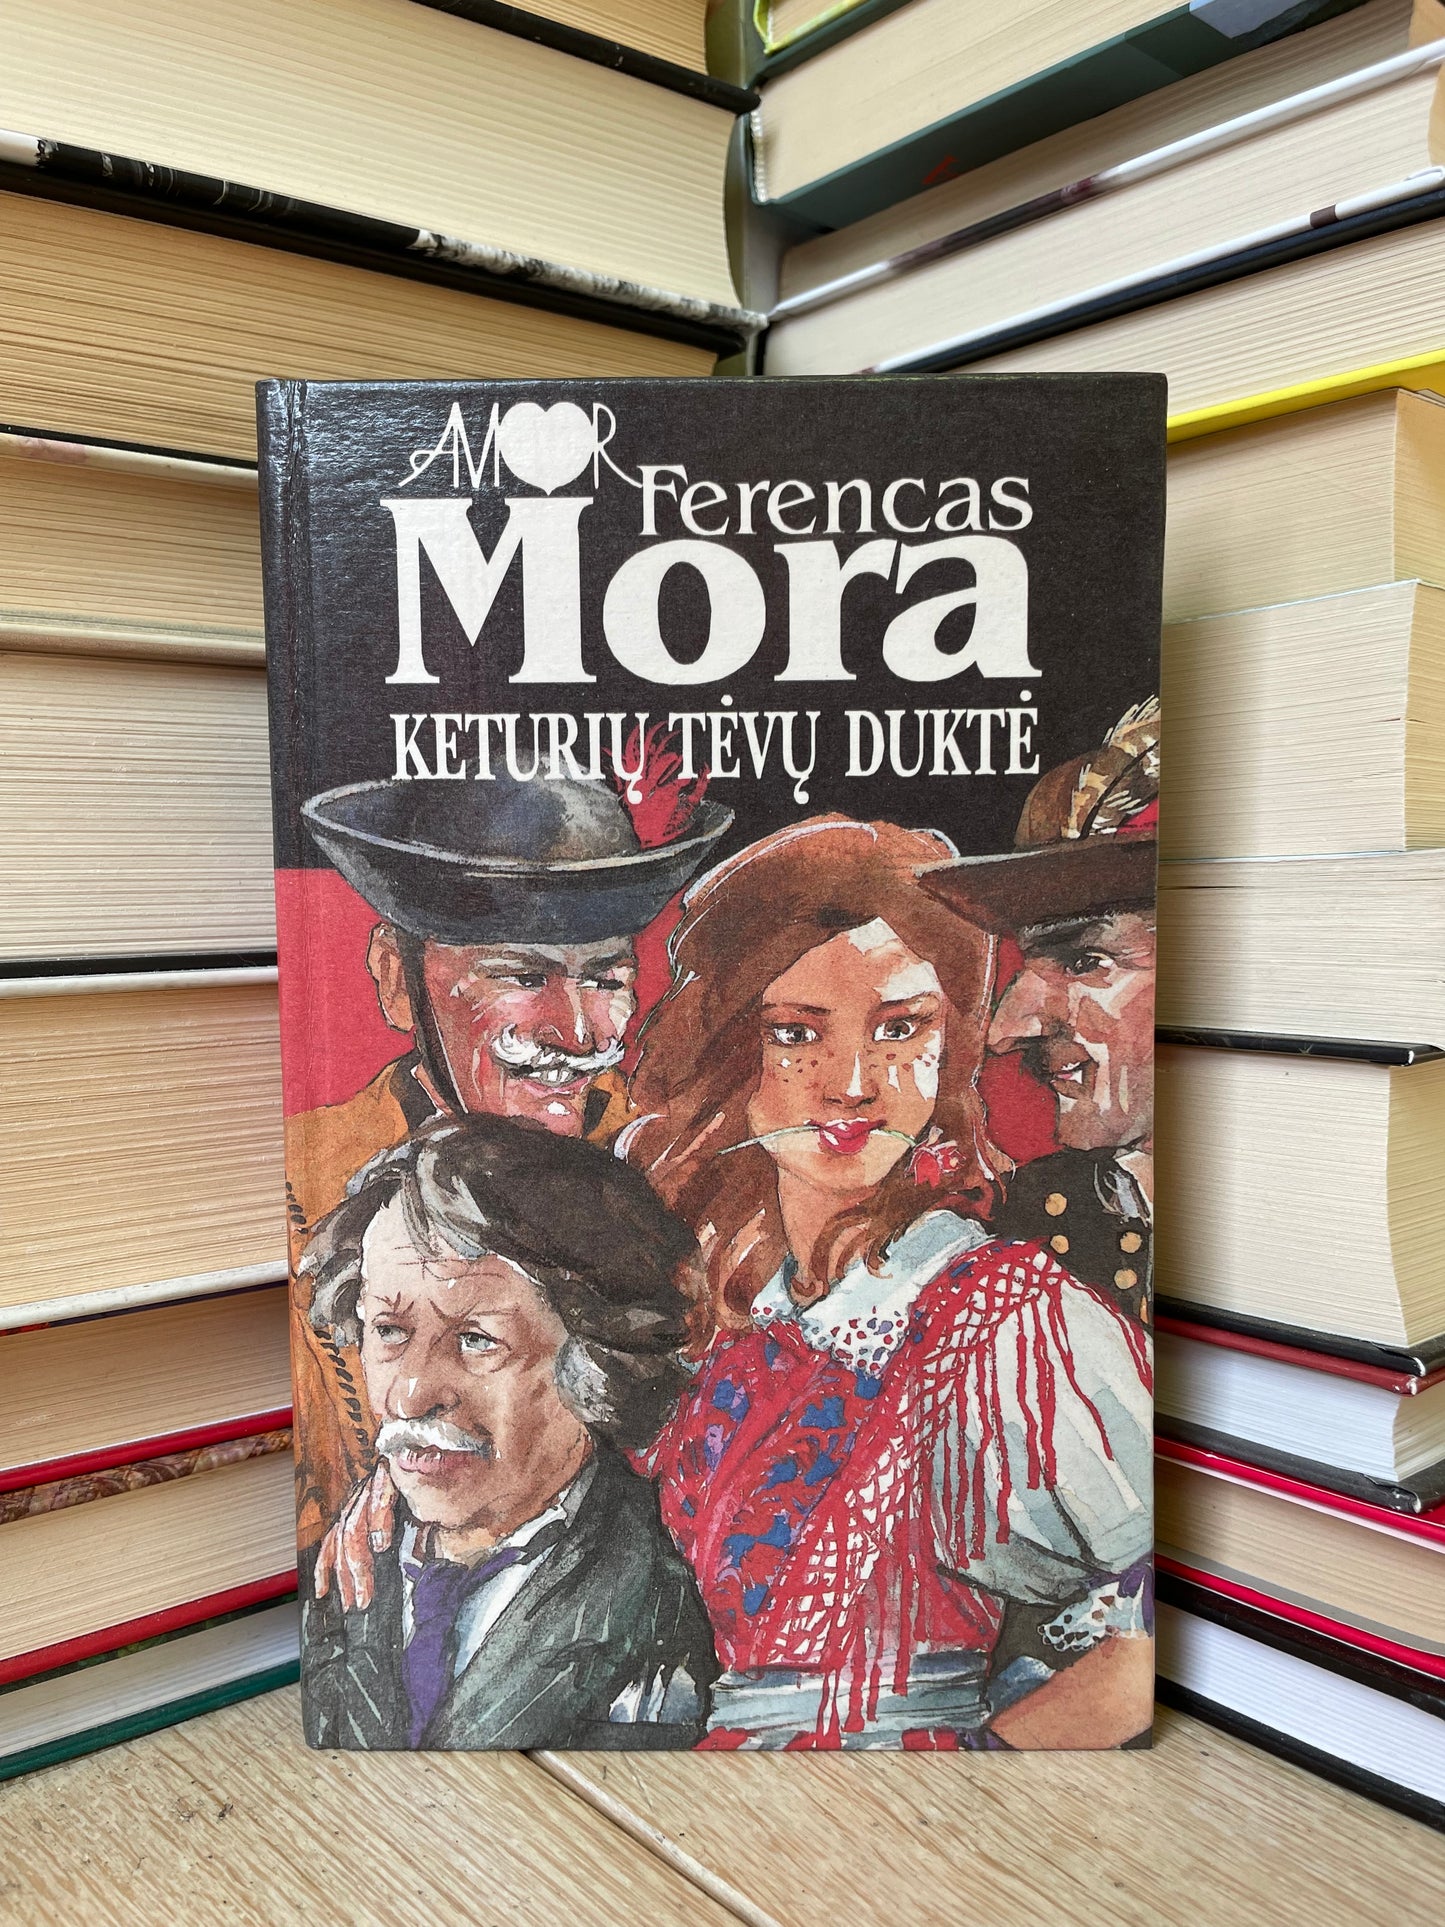 AMOR
Ferencas
Mora
KETURIŲ TĖVŲ DUKTĖ